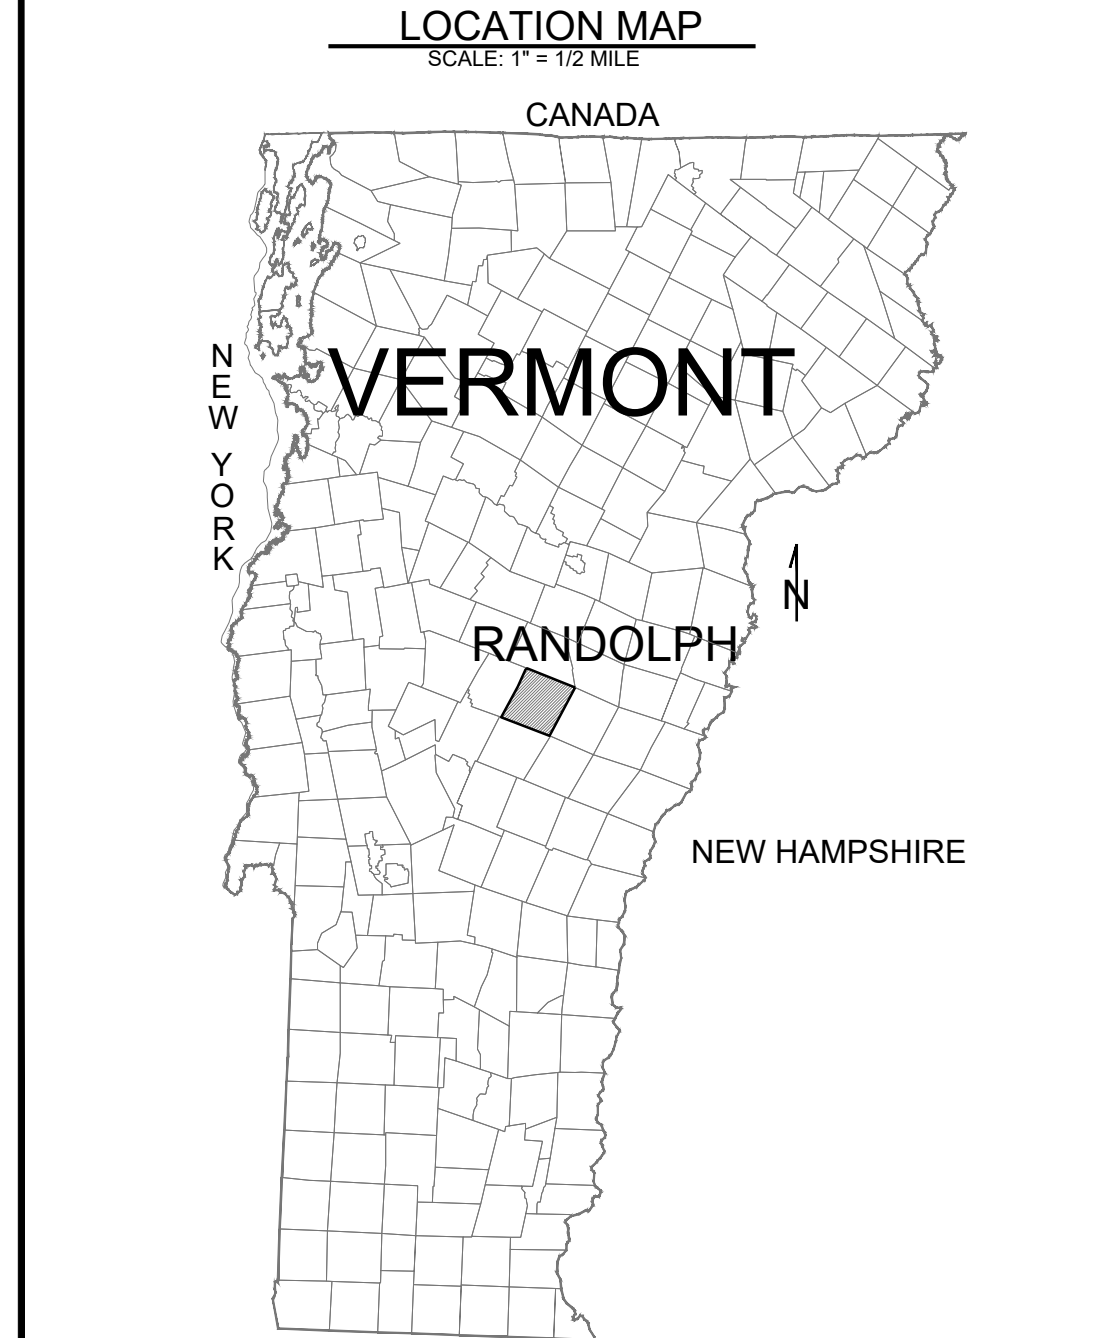 LOCATION MAP
SCALE: 1" = 1/2 MILE
CANADA
VERMONT
NEW YORK
N
RANDOLPH
NEW HAMPSHIRE